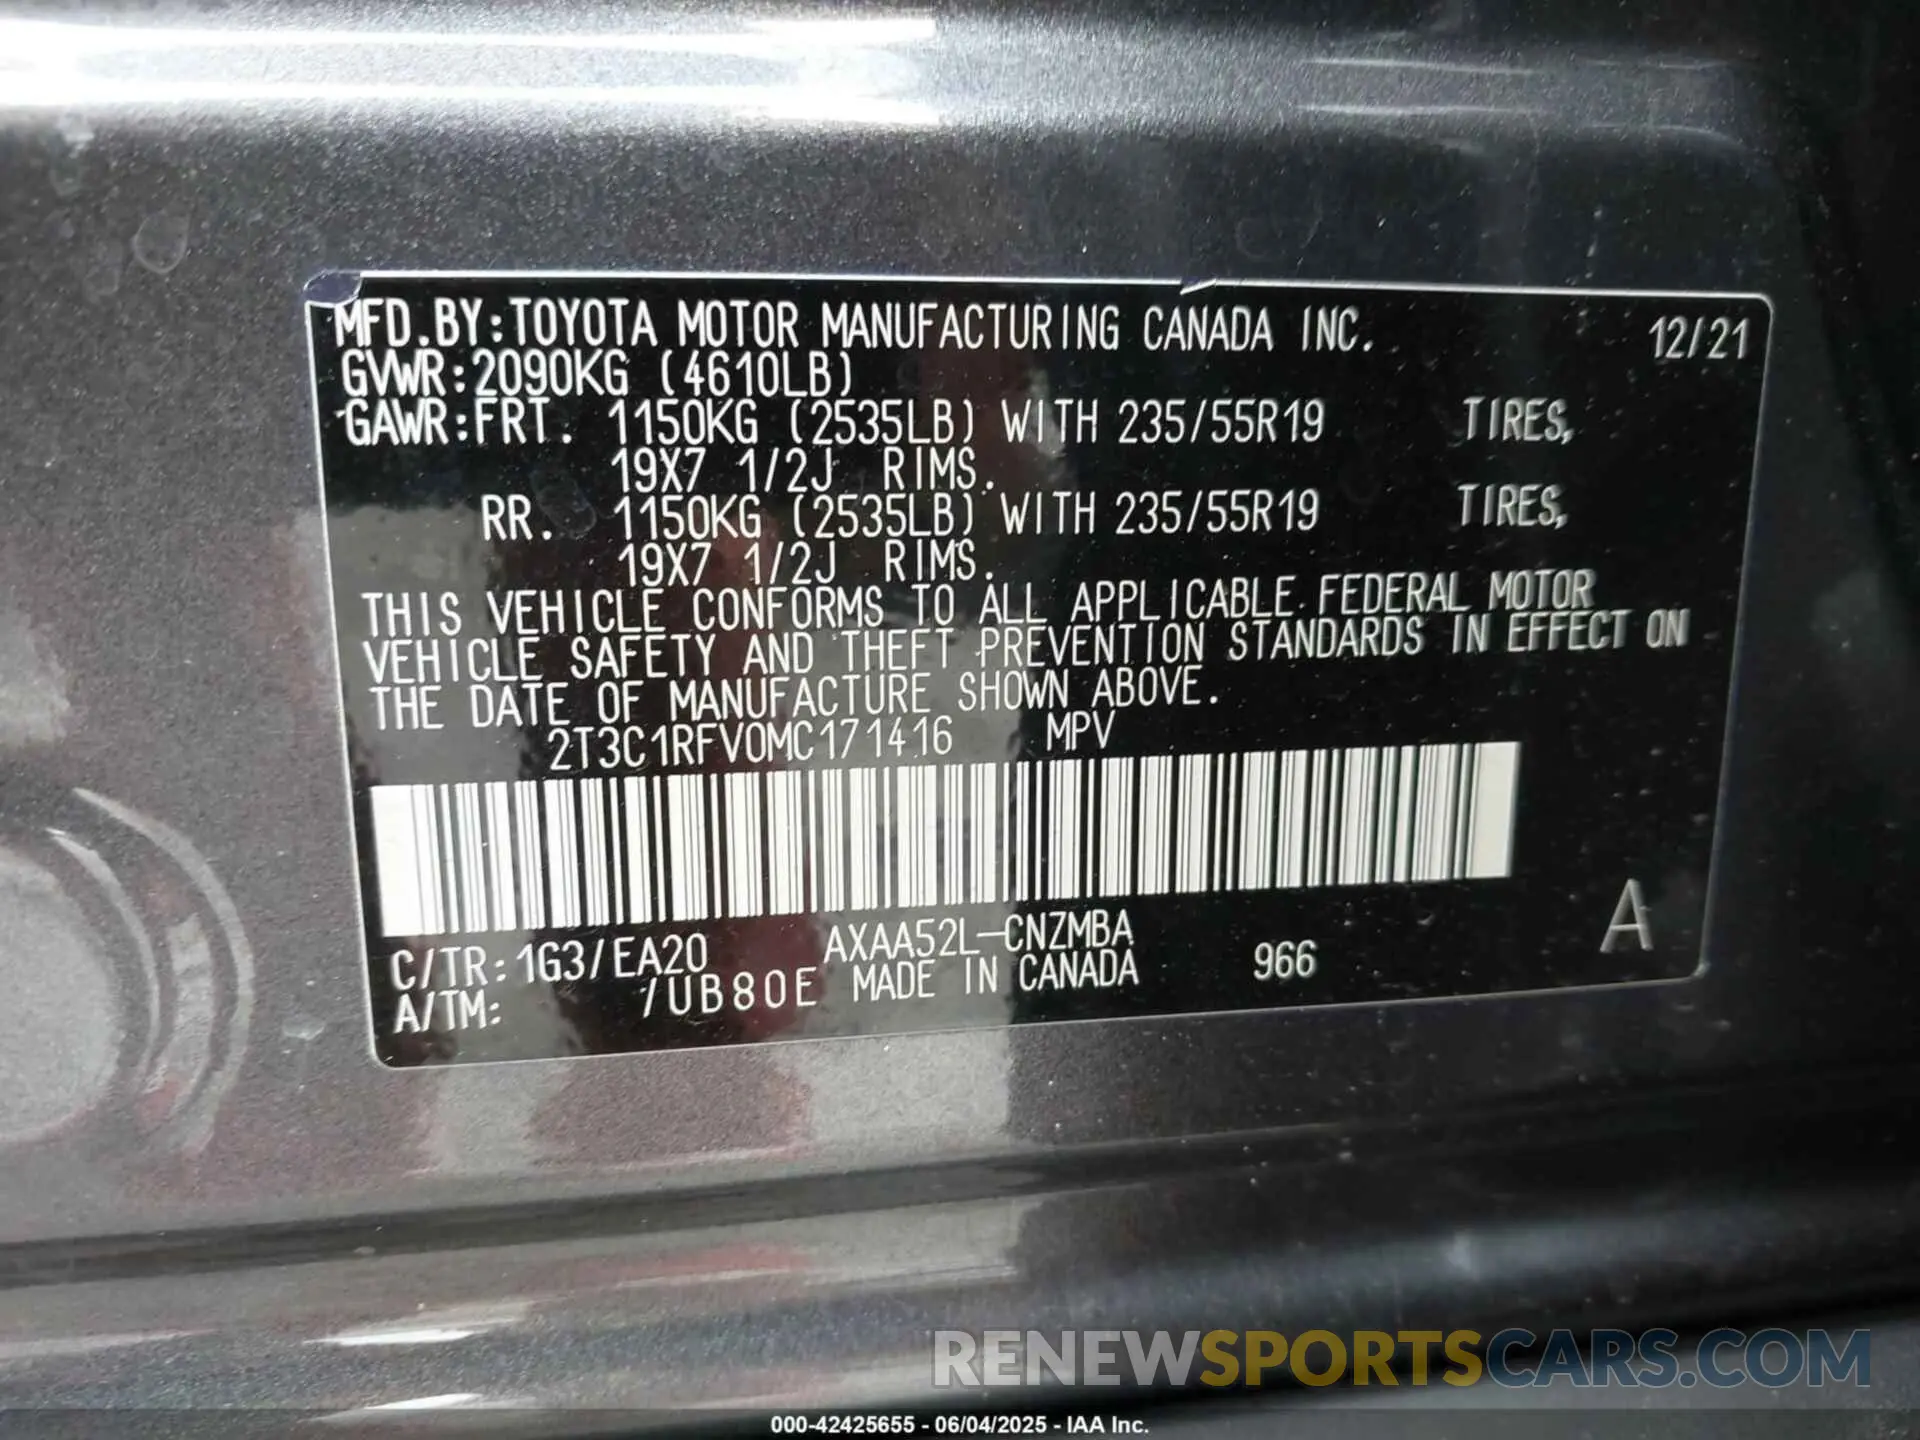 MFD.BY:TOYOTA MOTOR MANUFACTURING CANADA INC. 12/21
GVWR:2090KG (4610LB)
GAWR:FRT. 1150KG (2535LB) WITH 235/55R19 TIRES,
19X7 1/2J RIMS.
RR. 1150KG (2535LB) WITH 235/55R19 TIRES,
19X7 1/2J RIMS.
THIS VEHICLE CONFORMS TO ALL APPLICABLE FEDERAL MOTOR
VEHICLE SAFETY AND THEFT PREVENTION STANDARDS IN EFFECT ON
THE DATE OF MANUFACTURE SHOWN ABOVE.
2T3C1RFV0MC171416 MPV
C/TR:1G3/EA20 AXAA52L-CNZMBA A
A/TM: /UB80E MADE IN CANADA 966
RENEWSPORTSCARS.COM
000-42425655 - 06/04/2025 - IAA Inc.